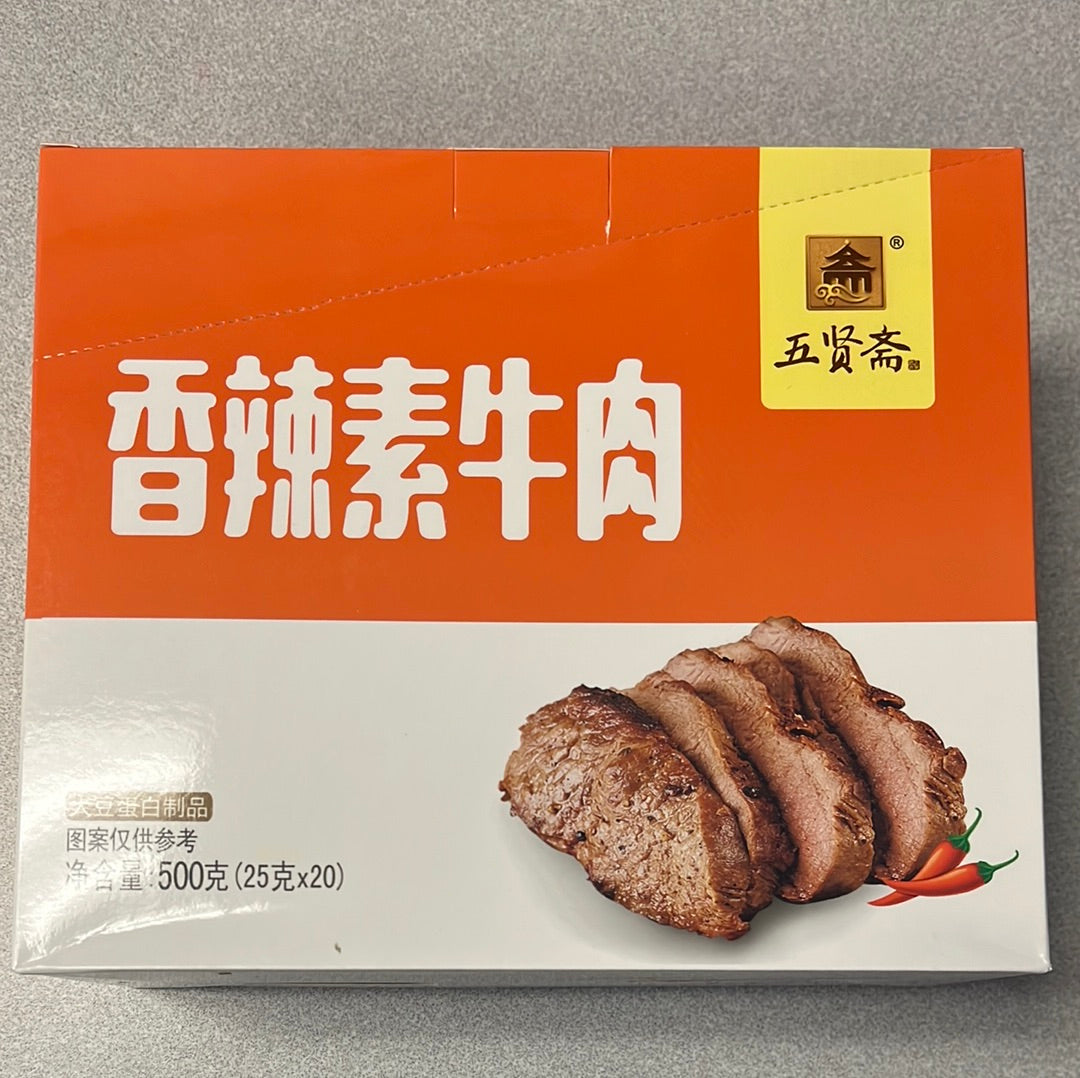 五贤斋
®
香辣素牛肉
大豆蛋白制品
图案仅供参考
净含量:500克(25克x20)